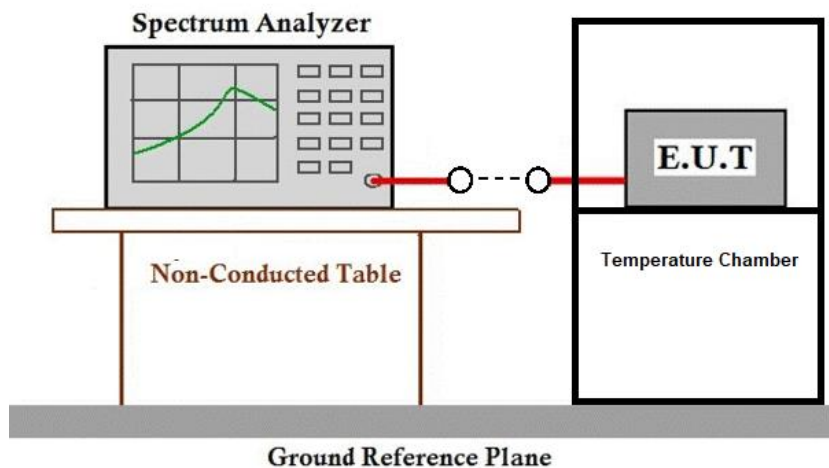 Spectrum Analyzer
E.U.T
Non-Conducted Table
Temperature Chamber
Ground Reference Plane